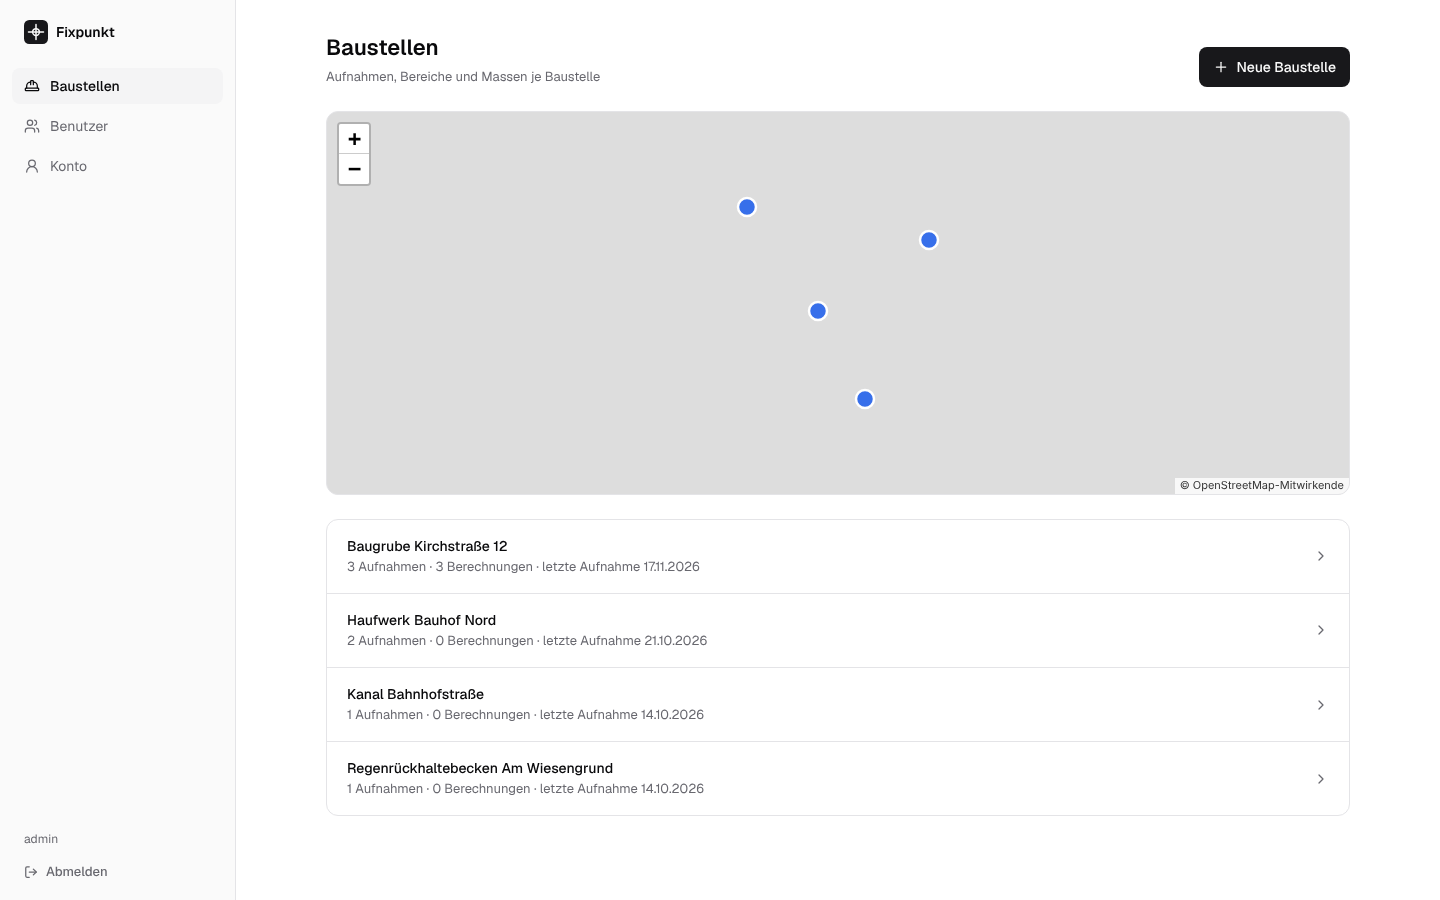 Fixpunkt
Baustellen
Benutzer
Konto
admin
Abmelden
Baustellen
Aufnahmen, Bereiche und Massen je Baustelle
Neue Baustelle
+
−
© OpenStreetMap-Mitwirkende
Baugrube Kirchstraße 12
3 Aufnahmen · 3 Berechnungen · letzte Aufnahme 17.11.2026
Haufwerk Bauhof Nord
2 Aufnahmen · 0 Berechnungen · letzte Aufnahme 21.10.2026
Kanal Bahnhofstraße
1 Aufnahmen · 0 Berechnungen · letzte Aufnahme 14.10.2026
Regenrückhaltebecken Am Wiesengrund
1 Aufnahmen · 0 Berechnungen · letzte Aufnahme 14.10.2026